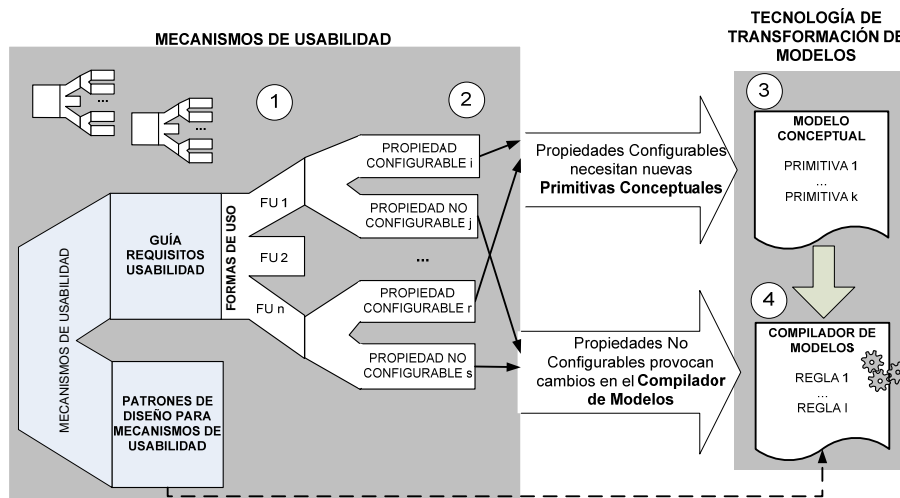 MECANISMOS DE USABILIDAD
TECNOLOGÍA DE
TRANSFORMACIÓN DE
MODELOS
...
...
1
2
3
MODELO
CONCEPTUAL
PRIMITIVA 1
...
PRIMITIVA k
MECANISMOS DE USABILIDAD
GUÍA
REQUISITOS
USABILIDAD
FORMAS DE USO
FU 1
FU 2
FU n
PROPIEDAD
CONFIGURABLE i
PROPIEDAD NO
CONFIGURABLE j
...
PROPIEDAD
CONFIGURABLE r
PROPIEDAD NO
CONFIGURABLE s
Propiedades Configurables
necesitan nuevas
Primitivas Conceptuales
Propiedades No
Configurables provocan
cambios en el Compilador
de Modelos
4
COMPILADOR DE
MODELOS
REGLA 1
...
REGLA l
PATRONES DE
DISEÑO PARA
MECANISMOS DE
USABILIDAD